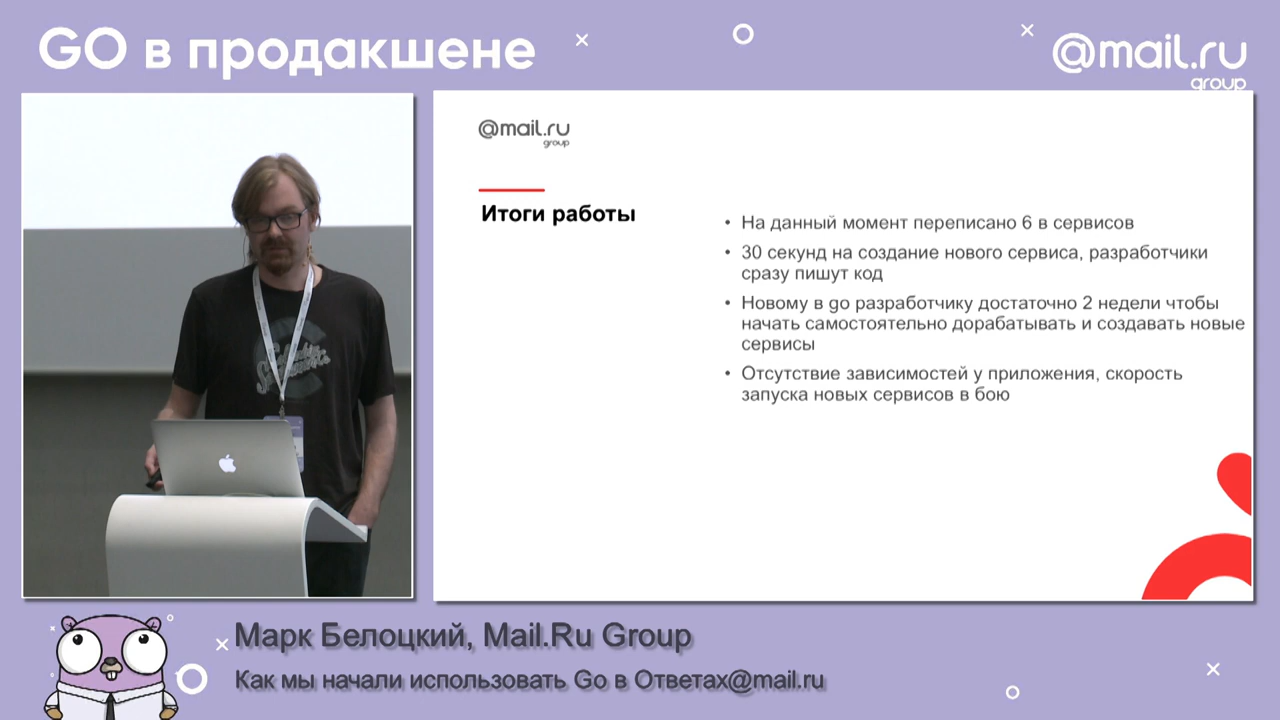 GO в продакшене
@mail.ru
group
@mail.ru
group
Итоги работы
• На данный момент переписано 6 в сервисов
• 30 секунд на создание нового сервиса, разработчики
сразу пишут код
• Новому в go разработчику достаточно 2 недели чтобы
начать самостоятельно дорабатывать и создавать новые
сервисы
• Отсутствие зависимостей у приложения, скорость
запуска новых сервисов в бою
Марк Белоцкий, Mail.Ru Group
Как мы начали использовать Go в Ответах@mail.ru